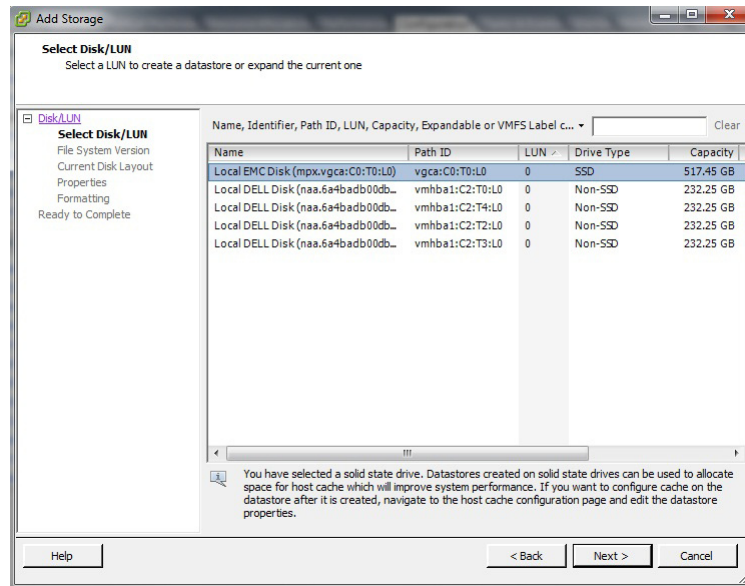 Add Storage
Select Disk/LUN
Select a LUN to create a datastore or expand the current one
Disk/LUN
Select Disk/LUN
File System Version
Current Disk Layout
Properties
Formatting
Ready to Complete
Name, Identifier, Path ID, LUN, Capacity, Expandable or VMFS Label c... Clear
Name Path ID LUN Drive Type Capacity
Local EMC Disk (mpx.vgca:C0:T0:L0) vgca:C0:T0:L0 0 SSD 517.45 GB
Local DELL Disk (naa.6a4badb00db... vmhba1:C2:T0:L0 0 Non-SSD 232.25 GB
Local DELL Disk (naa.6a4badb00db... vmhba1:C2:T4:L0 0 Non-SSD 232.25 GB
Local DELL Disk (naa.6a4badb00db... vmhba1:C2:T2:L0 0 Non-SSD 232.25 GB
Local DELL Disk (naa.6a4badb00db... vmhba1:C2:T3:L0 0 Non-SSD 232.25 GB
You have selected a solid state drive. Datastores created on solid state drives can be used to allocate
space for host cache which will improve system performance. If you want to configure cache on the
datastore after it is created, navigate to the host cache configuration page and edit the datastore
properties.
Help < Back Next > Cancel